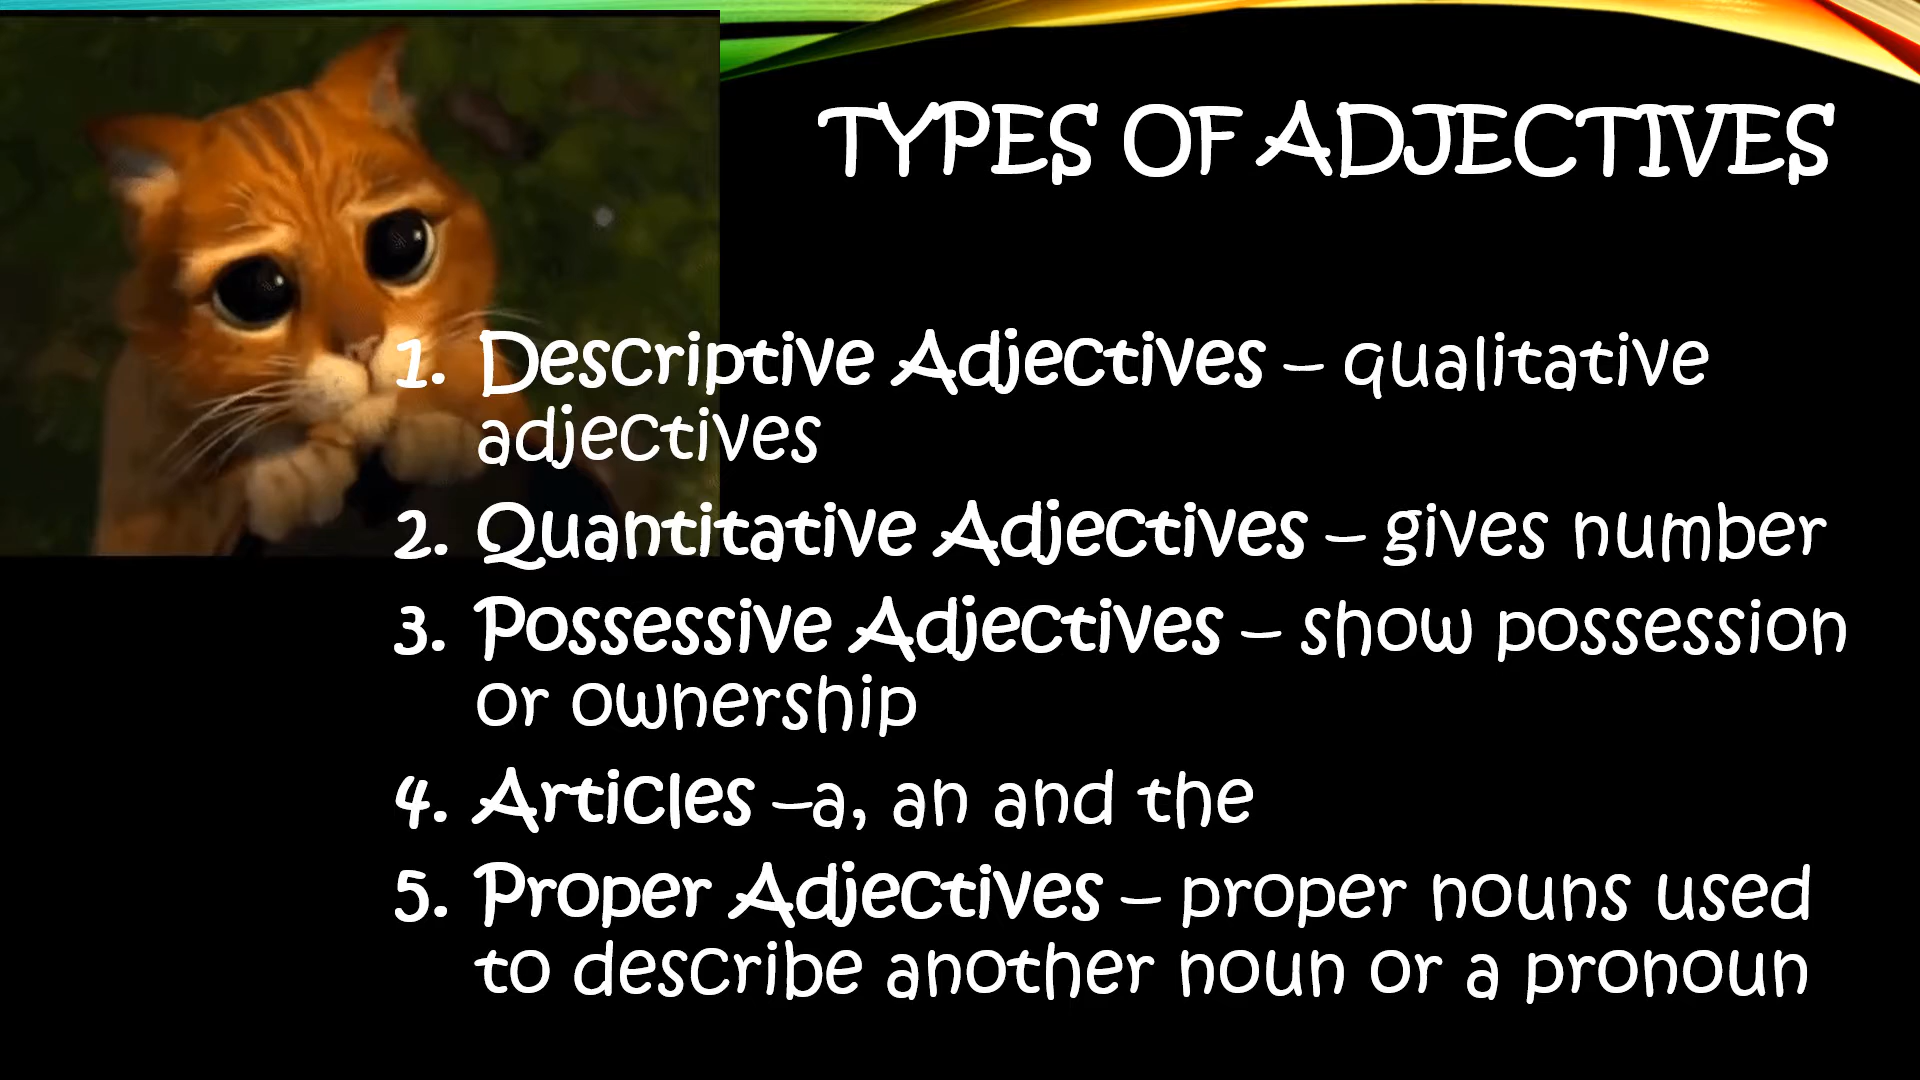 TYPES OF ADJECTIVES
1. Descriptive Adjectives – qualitative
adjectives
2. Quantitative Adjectives – gives number
3. Possessive Adjectives – show possession
or ownership
4. Articles –a, an and the
5. Proper Adjectives – proper nouns used
to describe another noun or a pronoun